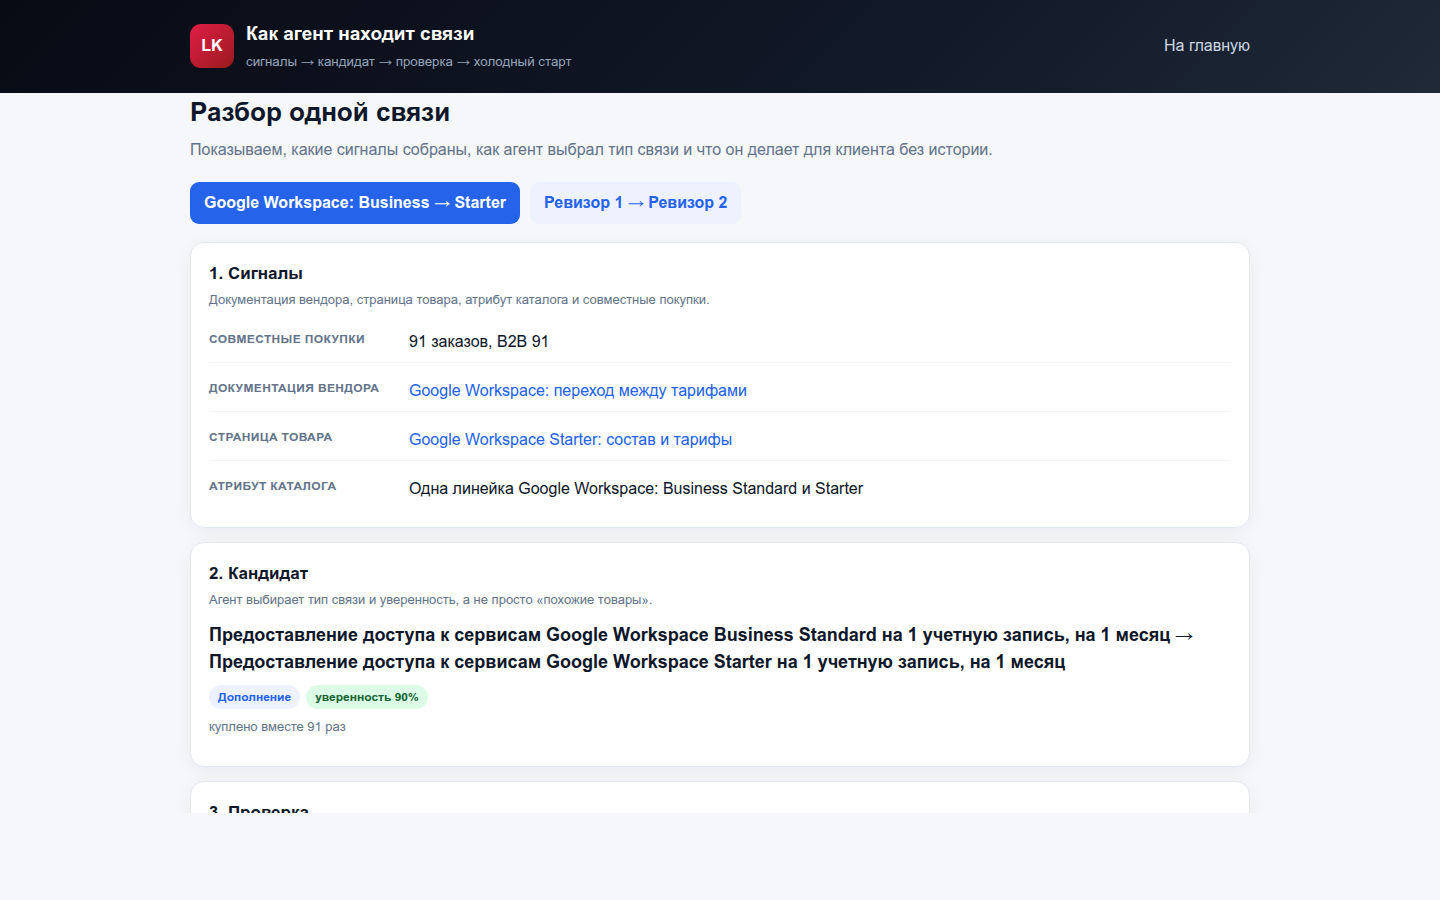 LK
Как агент находит связи
сигналы → кандидат → проверка → холодный старт
На главную
Разбор одной связи
Показываем, какие сигналы собраны, как агент выбрал тип связи и что он делает для клиента без истории.
Google Workspace: Business → Starter
Ревизор 1 → Ревизор 2
1. Сигналы
Документация вендора, страница товара, атрибут каталога и совместные покупки.
СОВМЕСТНЫЕ ПОКУПКИ
91 заказов, B2B 91
ДОКУМЕНТАЦИЯ ВЕНДОРА
Google Workspace: переход между тарифами
СТРАНИЦА ТОВАРА
Google Workspace Starter: состав и тарифы
АТРИБУТ КАТАЛОГА
Одна линейка Google Workspace: Business Standard и Starter
2. Кандидат
Агент выбирает тип связи и уверенность, а не просто «похожие товары».
Предоставление доступа к сервисам Google Workspace Business Standard на 1 учетную запись, на 1 месяц →
Предоставление доступа к сервисам Google Workspace Starter на 1 учетную запись, на 1 месяц
Дополнение
уверенность 90%
куплено вместе 91 раз
3. Проверка